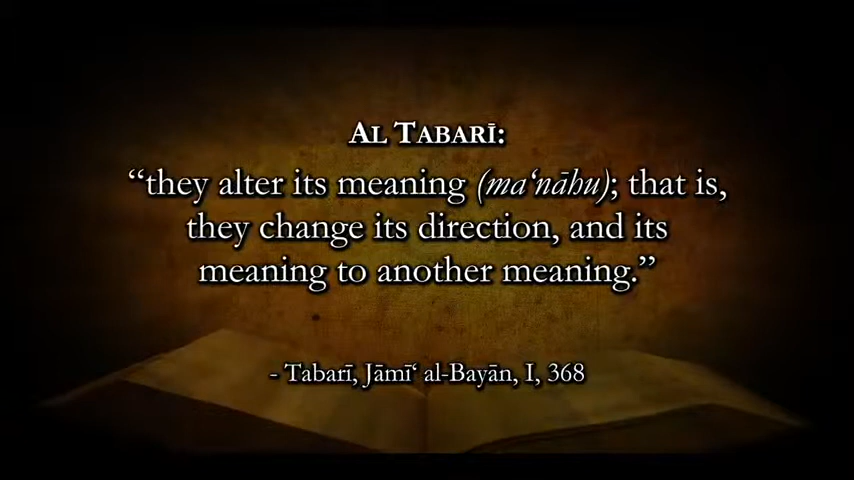 AL TABARĪ:
“they alter its meaning (ma‘nāhu); that is,
they change its direction, and its
meaning to another meaning.”
- Tabarī, Jāmī‘ al-Bayān, I, 368